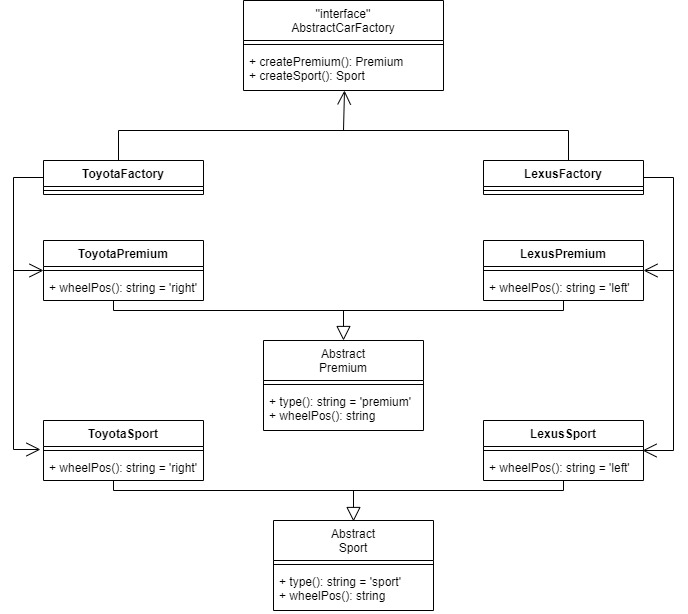 "interface"
AbstractCarFactory
+ createPremium(): Premium
+ createSport(): Sport
ToyotaFactory
LexusFactory
ToyotaPremium
+ wheelPos(): string = 'right'
LexusPremium
+ wheelPos(): string = 'left'
Abstract
Premium
+ type(): string = 'premium'
+ wheelPos(): string
ToyotaSport
+ wheelPos(): string = 'right'
LexusSport
+ wheelPos(): string = 'left'
Abstract
Sport
+ type(): string = 'sport'
+ wheelPos(): string